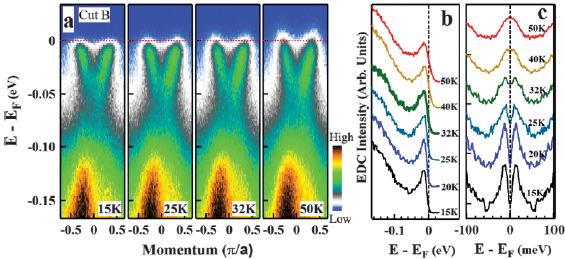 a Cut B
E - E_F (eV)
0
-0.05
-0.10
-0.15
15K
25K
32K
50K
-0.5 0 0.5
-0.5 0 0.5
-0.5 0 0.5
-0.5 0 0.5
Momentum (π/a)
High
Low
b
EDC Intensity (Arb. Units)
50K
40K
32K
25K
20K
15K
-0.1 0.0
E - E_F (eV)
c
50K
40K
32K
25K
20K
15K
-100 0 100
E - E_F (meV)